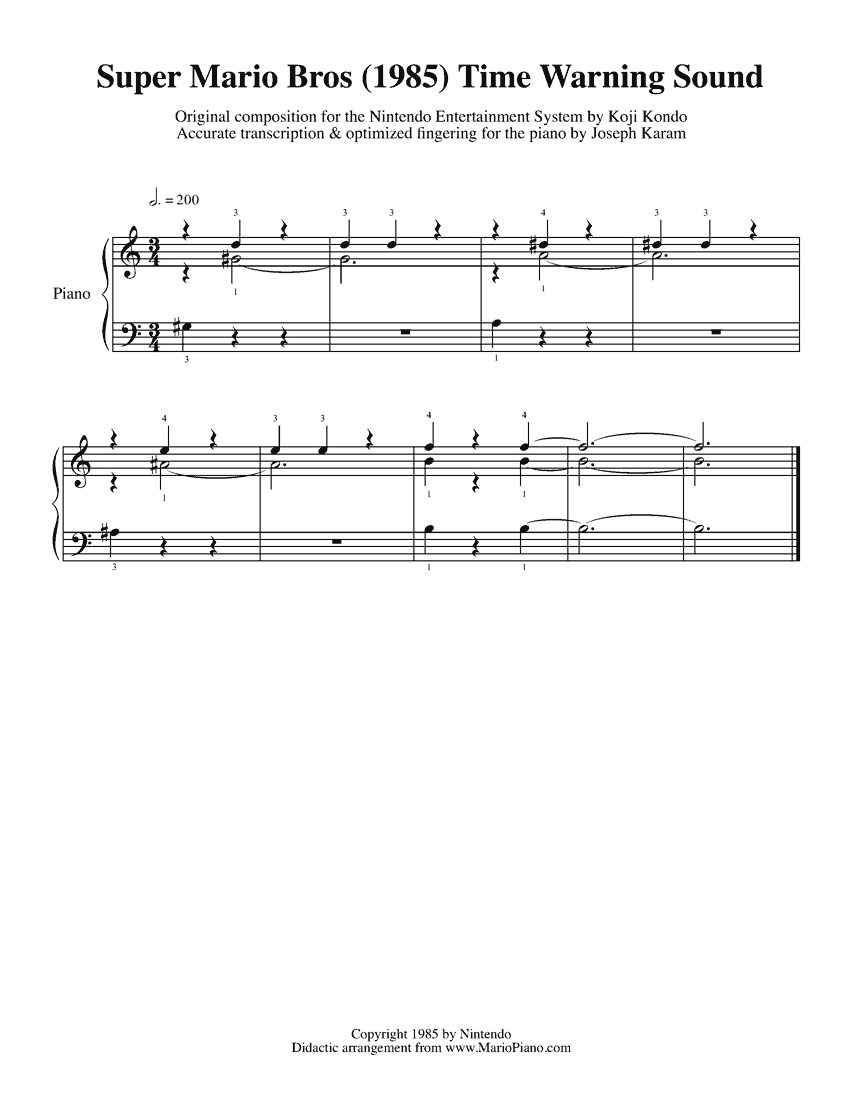 Super Mario Bros (1985) Time Warning Sound
Original composition for the Nintendo Entertainment System by Koji Kondo
Accurate transcription & optimized fingering for the piano by Joseph Karam
𝅗𝅥. = 200
3 3 3 4 3 3
3
4
Piano
1 1
3
4
3 1
4 3 3 4 4
1 1 1
3 1 1
Copyright 1985 by Nintendo
Didactic arrangement from www.MarioPiano.com